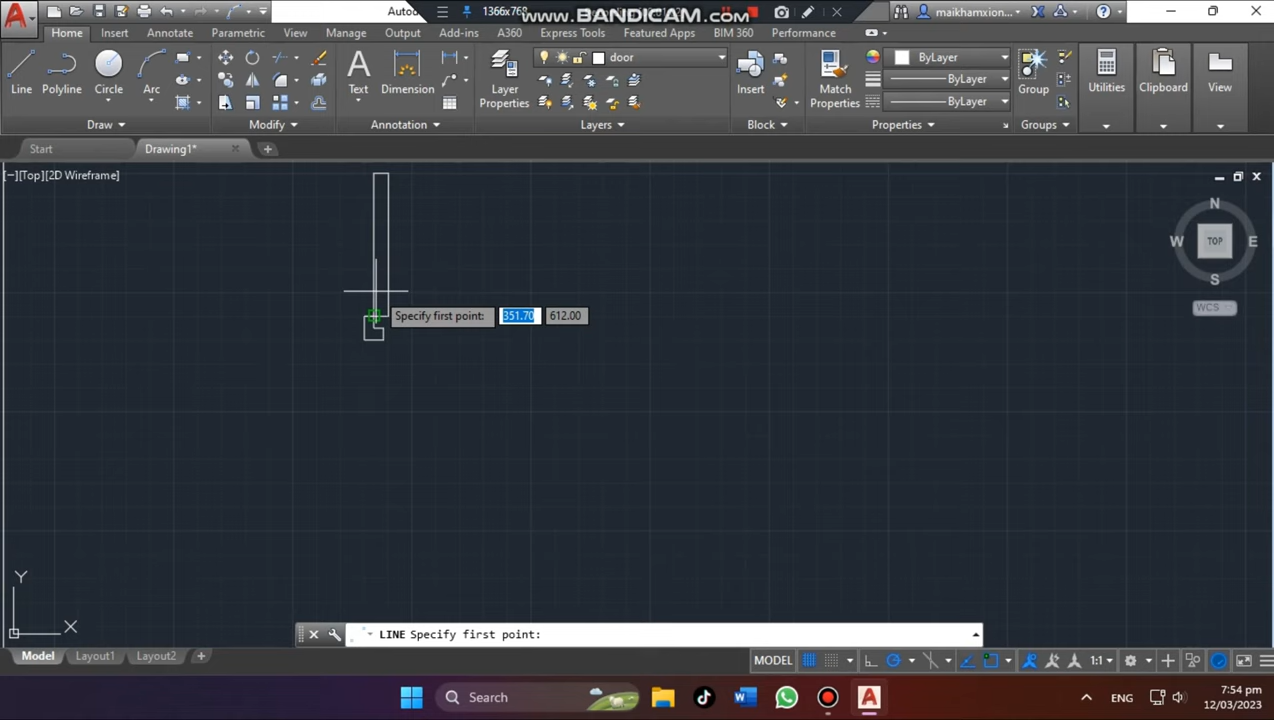 Autod
1366x768
www.BANDICAM.com
maikhamxion...
Home Insert Annotate Parametric View Manage Output Add-ins A360 Express Tools Featured Apps BIM 360 Performance
door
ByLayer
ByLayer
ByLayer
Line Polyline Circle Arc Text Dimension Layer Properties Insert Match Properties Group Utilities Clipboard View
Draw Modify Annotation Layers Block Properties Groups
Start Drawing1*
[−][Top][2D Wireframe]
N
W TOP E
S
WCS
Specify first point: 351.70 612.00
Y
X
LINE Specify first point:
Model Layout1 Layout2
MODEL 1:1
Search
ENG
7:54 pm
12/03/2023